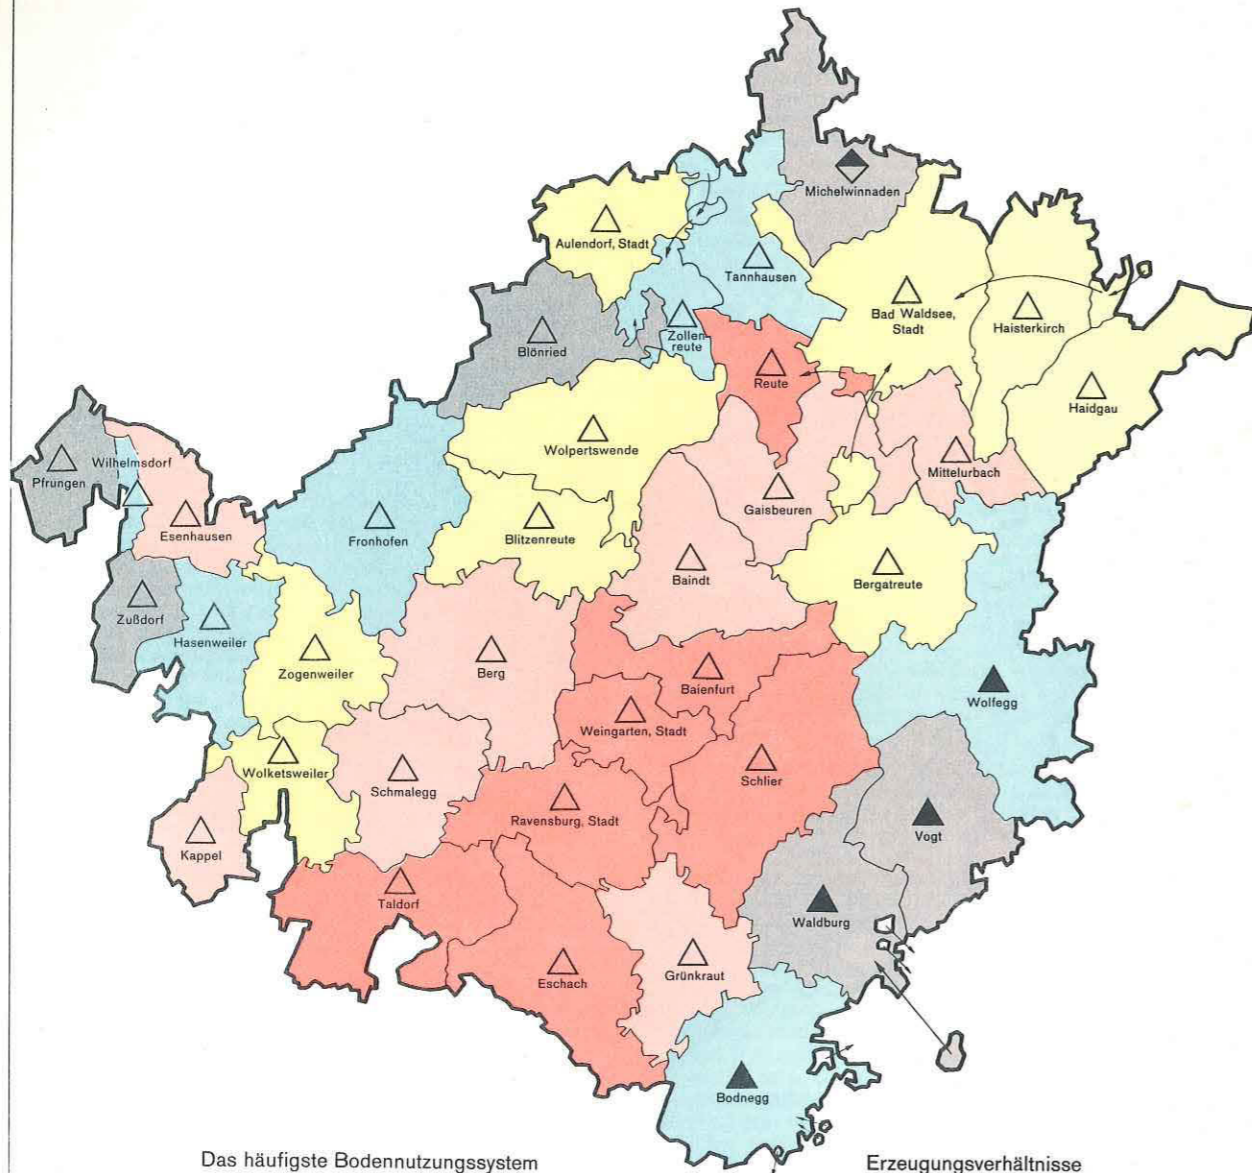 Michelwinnaden
Aulendorf, Stadt
Tannhausen
Bad Waldsee,
Stadt
Haisterkirch
Blönried
Zollen-
reute
Reute
Haidgau
Wolpertswende
Wilhelmsdorf
Pfrungen
Mittelurbach
Gaisbeuren
Esenhausen
Fronhofen
Blitzenreute
Baindt
Bergatreute
Zußdorf
Hasenweiler
Zogenweiler
Berg
Baienfurt
Wolfegg
Weingarten, Stadt
Wolketsweiler
Schmalegg
Schlier
Ravensburg, Stadt
Vogt
Kappel
Taldorf
Waldburg
Eschach
Grünkraut
Bodnegg
Das häufigste Bodennutzungssystem
Erzeugungsverhältnisse